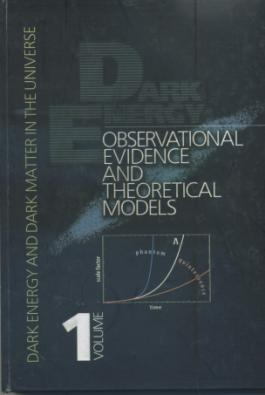 DARK ENERGY AND DARK MATTER IN THE UNIVERSE
DARK
ENERGY
OBSERVATIONAL
EVIDENCE
AND
THEORETICAL
MODELS
scale factor
phantom
Λ
quintessence
time
1
VOLUME